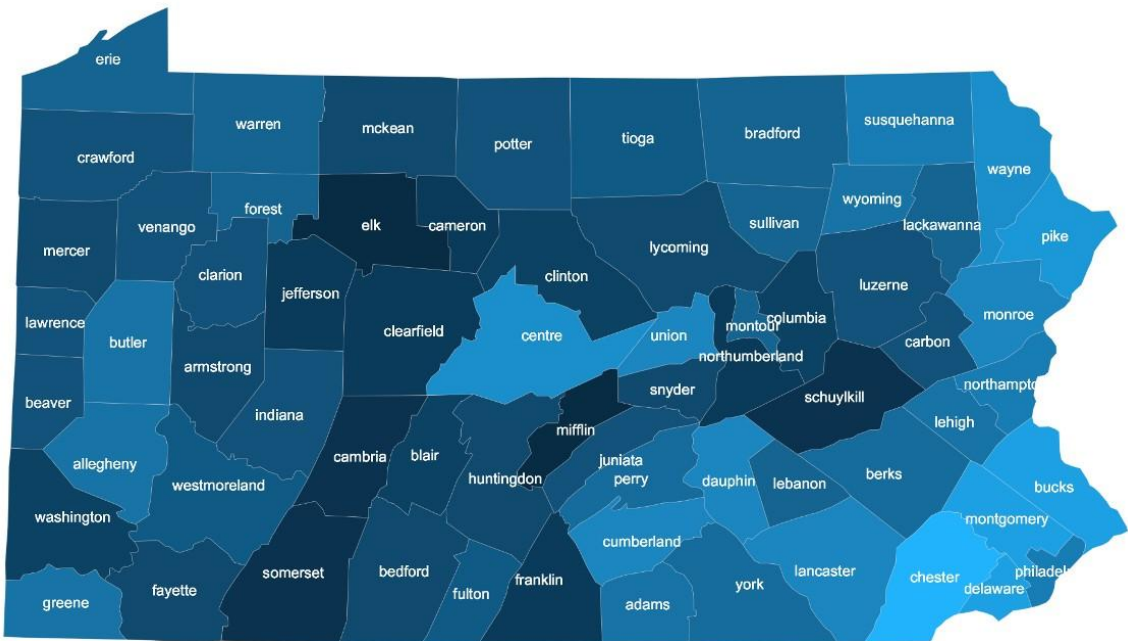 erie
warren
mckean
potter
tioga
bradford
susquehanna
crawford
wayne
venango
forest
elk
cameron
sullivan
wyoming
lackawanna
pike
mercer
clarion
jefferson
clinton
lycoming
luzerne
lawrence
butler
clearfield
centre
union
montour
columbia
monroe
northumberland
carbon
armstrong
snyder
northampto
beaver
indiana
mifflin
schuylkill
lehigh
allegheny
westmoreland
cambria
blair
huntingdon
juniata
perry
dauphin
lebanon
berks
bucks
washington
cumberland
montgomery
somerset
bedford
franklin
york
lancaster
chester
philadelp
delaware
greene
fayette
fulton
adams